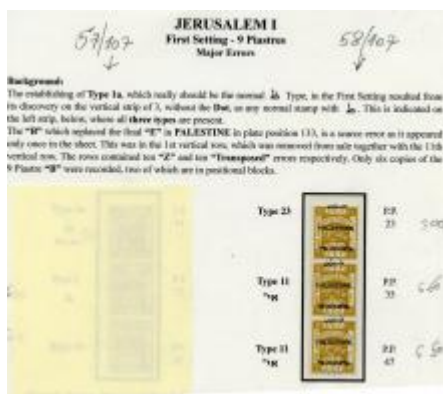 JERUSALEM I
First Setting - 9 Piastres
Major Errors
57/107
58/107
Background:
The establishing of Type 1a, which really should be the normal Type, in the First Setting resulted from
its discovery on the vertical strip of 3, without the Dot, as any normal stamp with. This is indicated on
the left strip, below, where all three types are present.
The "B" which replaced the final "E" in PALESTINE in plate position 133, is a scarce error as it appeared
only once in the sheet. This was in the 1st vertical row, which was removed from sale together with the 11th
vertical row. The rows contained ten "Z" and ten "Transposed" errors respectively. Only six copies of the
9 Piastre "B" were recorded, two of which are in positional blocks.
Type 23
P.P.
23
Type 11
P.P.
Type 11
P.P.